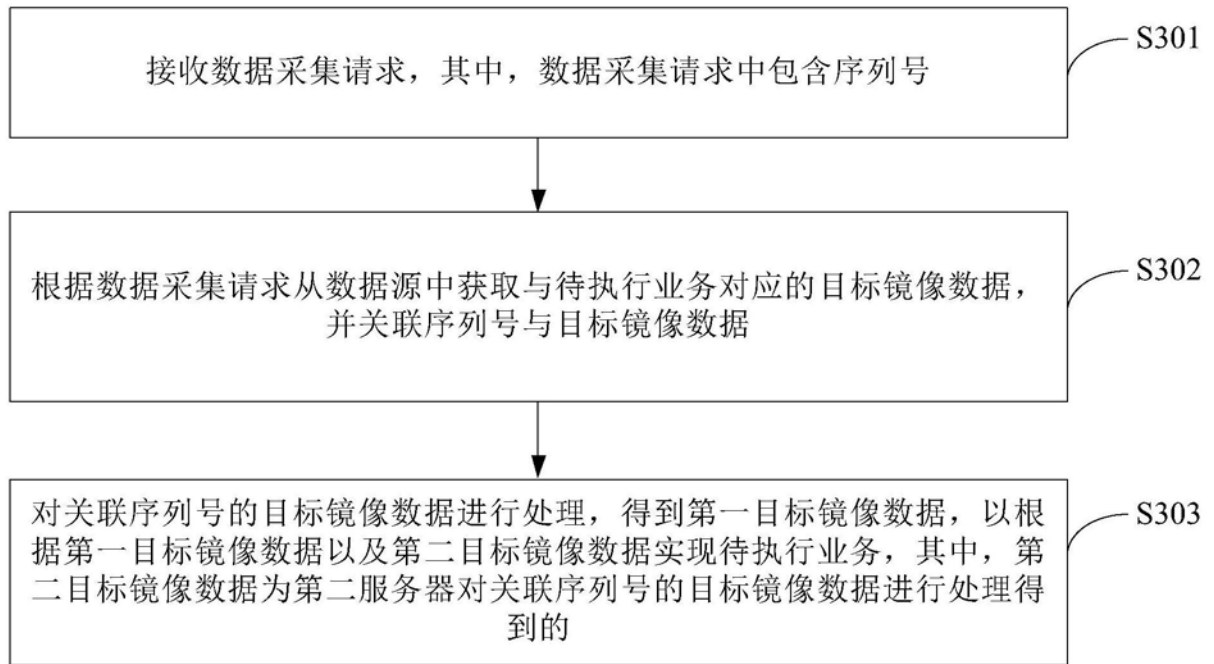 接收数据采集请求，其中，数据采集请求中包含序列号
S301
根据数据采集请求从数据源中获取与待执行业务对应的目标镜像数据，
并关联序列号与目标镜像数据
S302
对关联序列号的目标镜像数据进行处理，得到第一目标镜像数据，以根
据第一目标镜像数据以及第二目标镜像数据实现待执行业务，其中，第
二目标镜像数据为第二服务器对关联序列号的目标镜像数据进行处理得
到的
S303